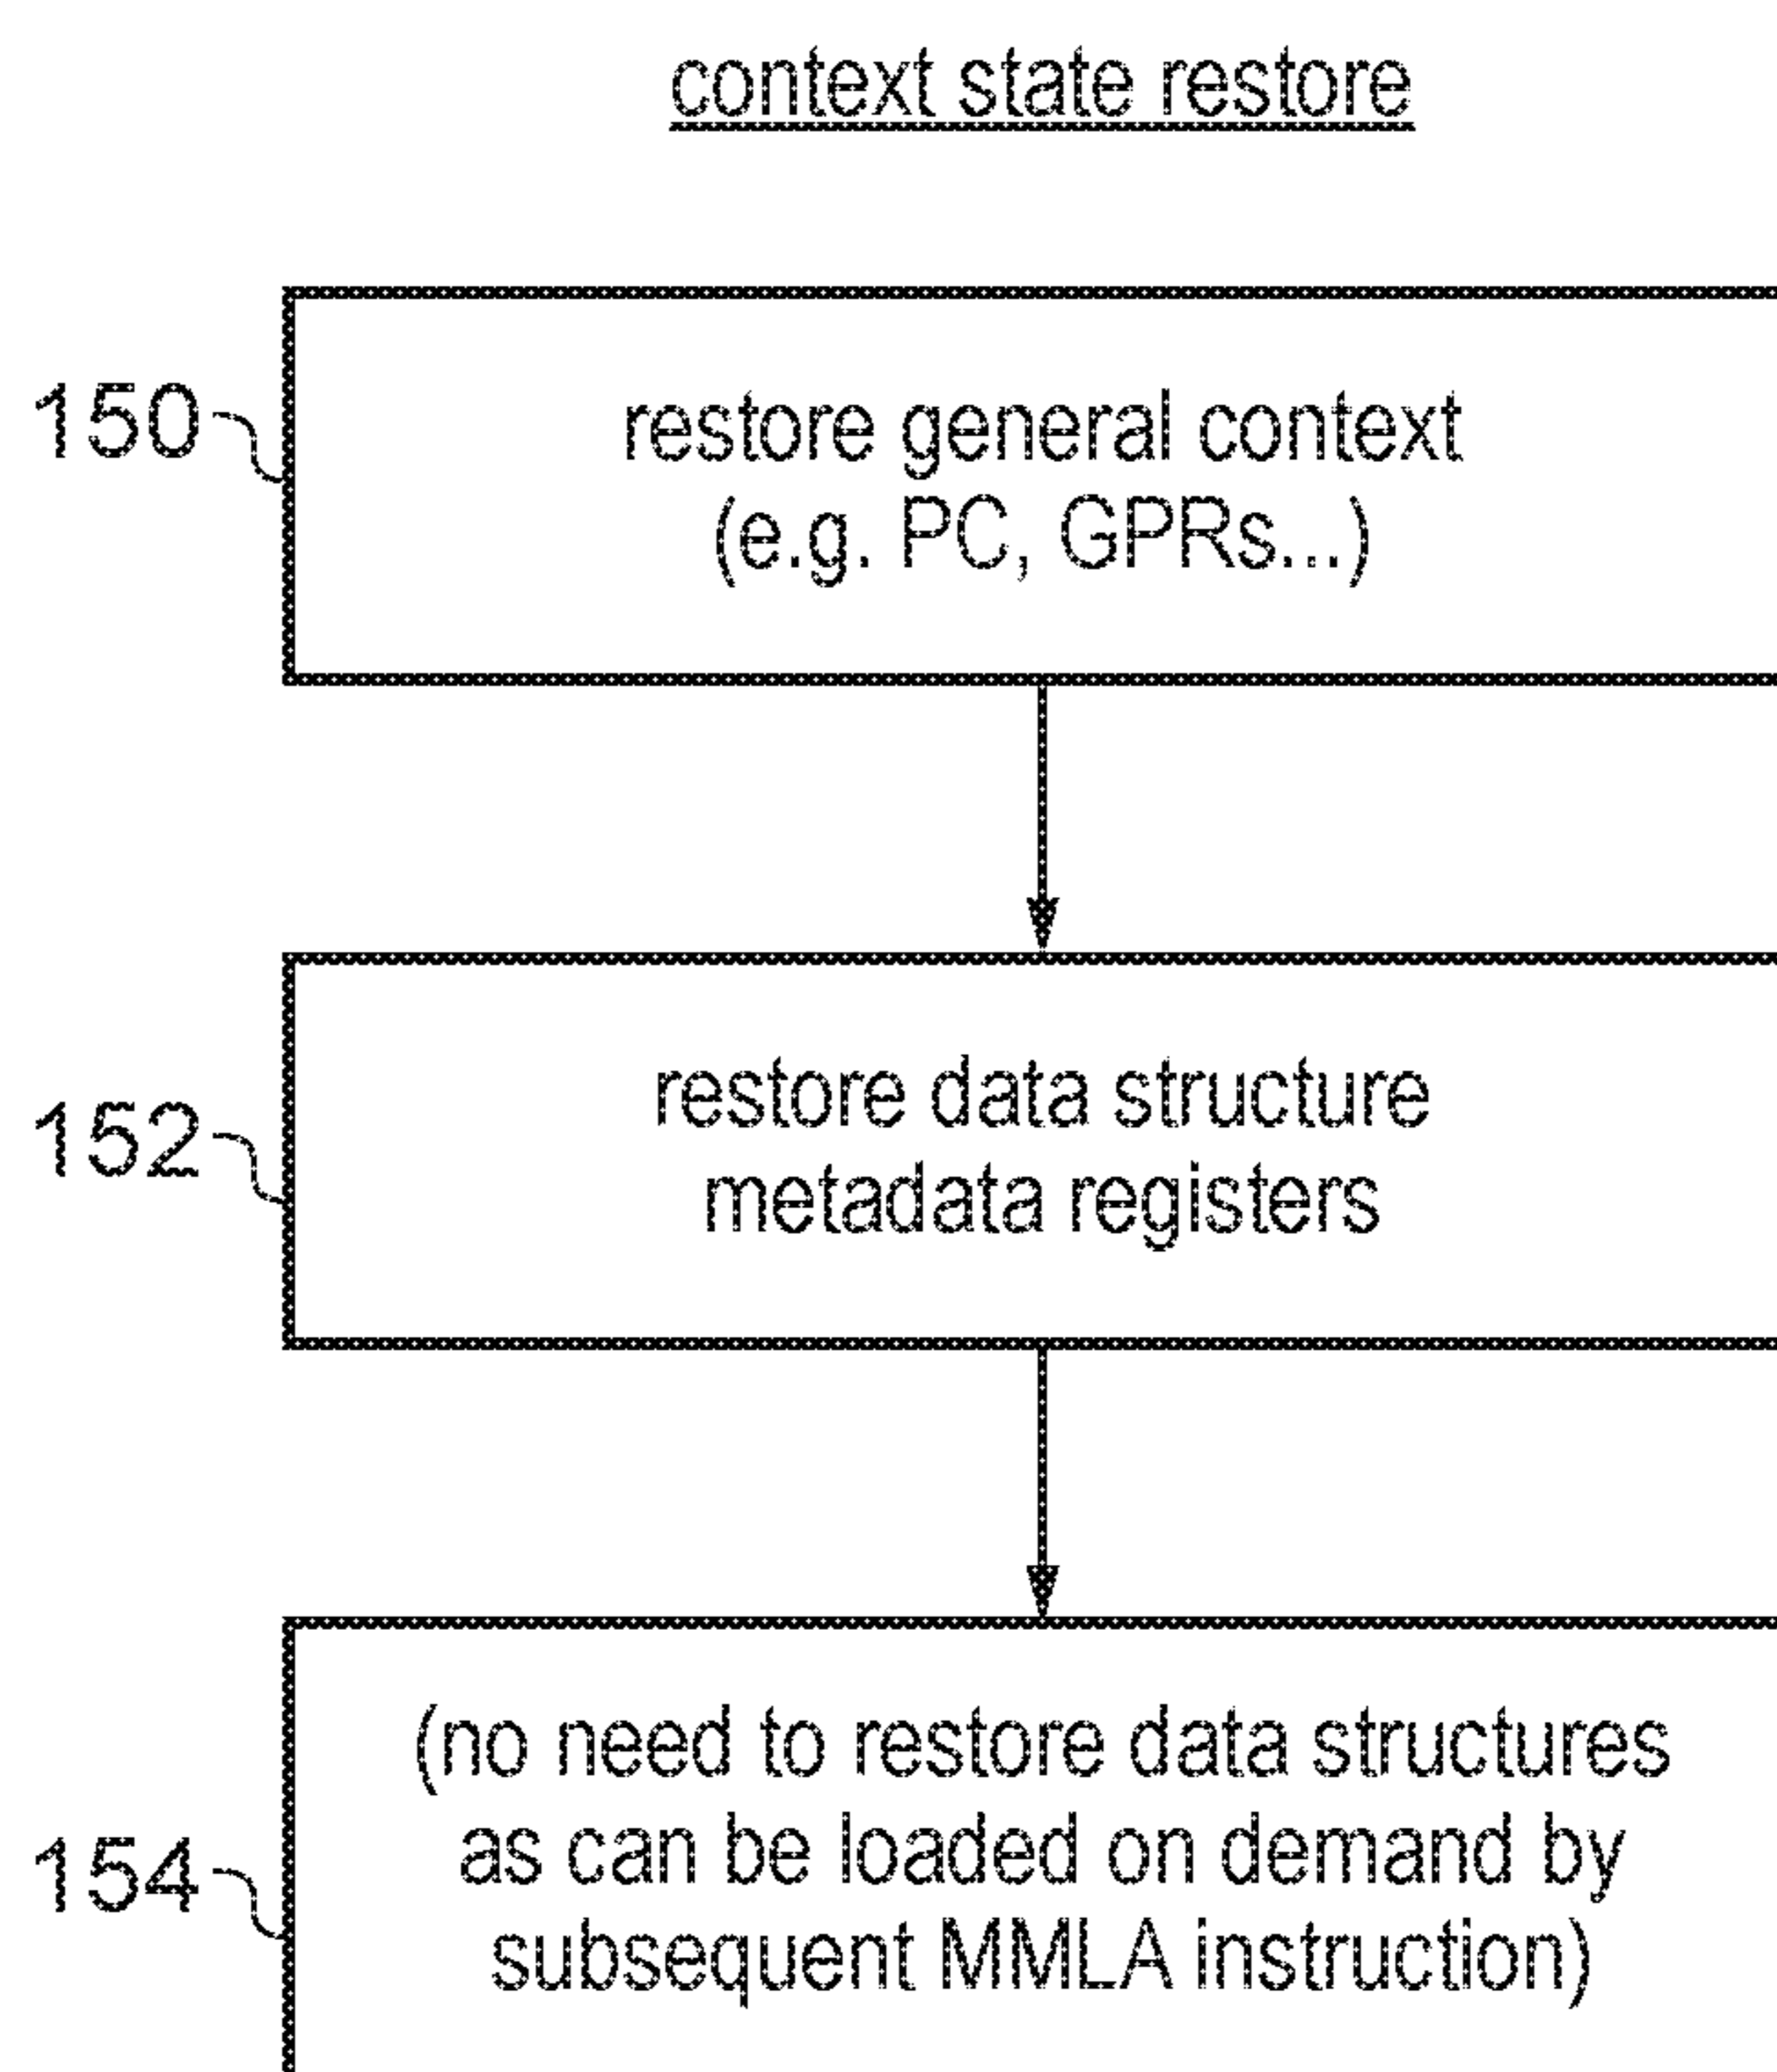 context state restore
150
restore general context
(e.g. PC, GPRs...)
152
restore data structure
metadata registers
154
(no need to restore data structures
as can be loaded on demand by
subsequent MMLA instruction)